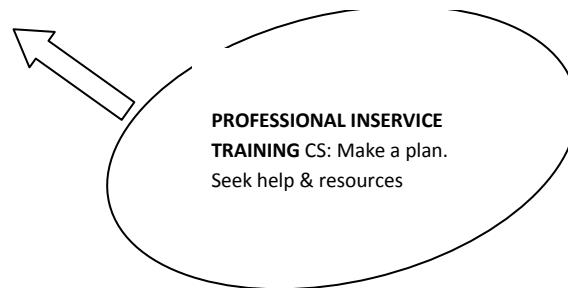 PROFESSIONAL INSERVICE
TRAINING CS: Make a plan.
Seek help & resources